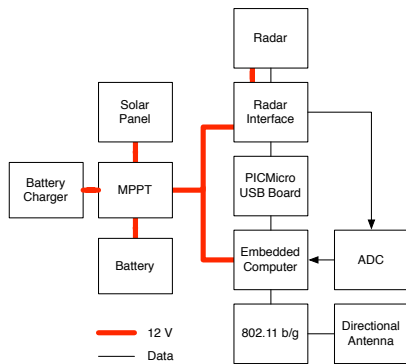 Radar
Solar
Panel
Radar
Interface
Battery
Charger
MPPT
PICMicro
USB Board
Battery
Embedded
Computer
ADC
12 V
Data
802.11 b/g
Directional
Antenna